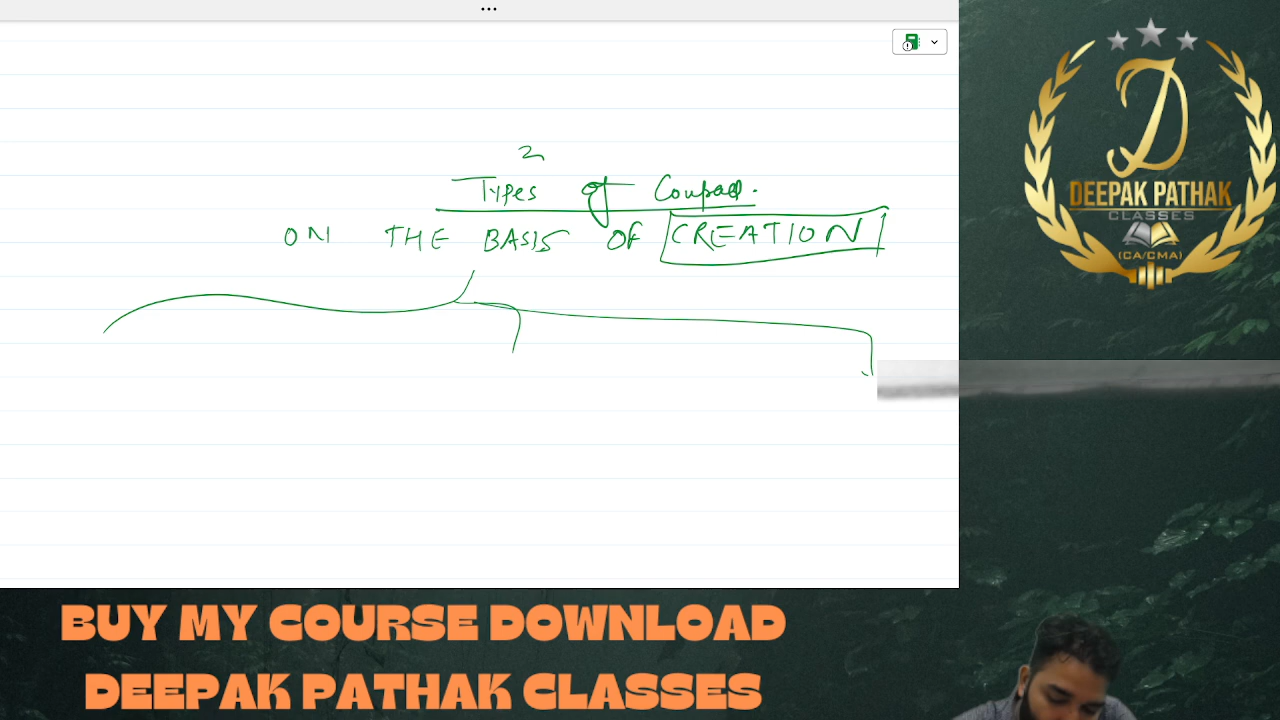 ...
2
Types of
ON THE BASIS OF CREATION
D
DEEPAK PATHAK
CLASSES
(CA/CMA)
BUY MY COURSE DOWNLOAD
DEEPAK PATHAK CLASSES